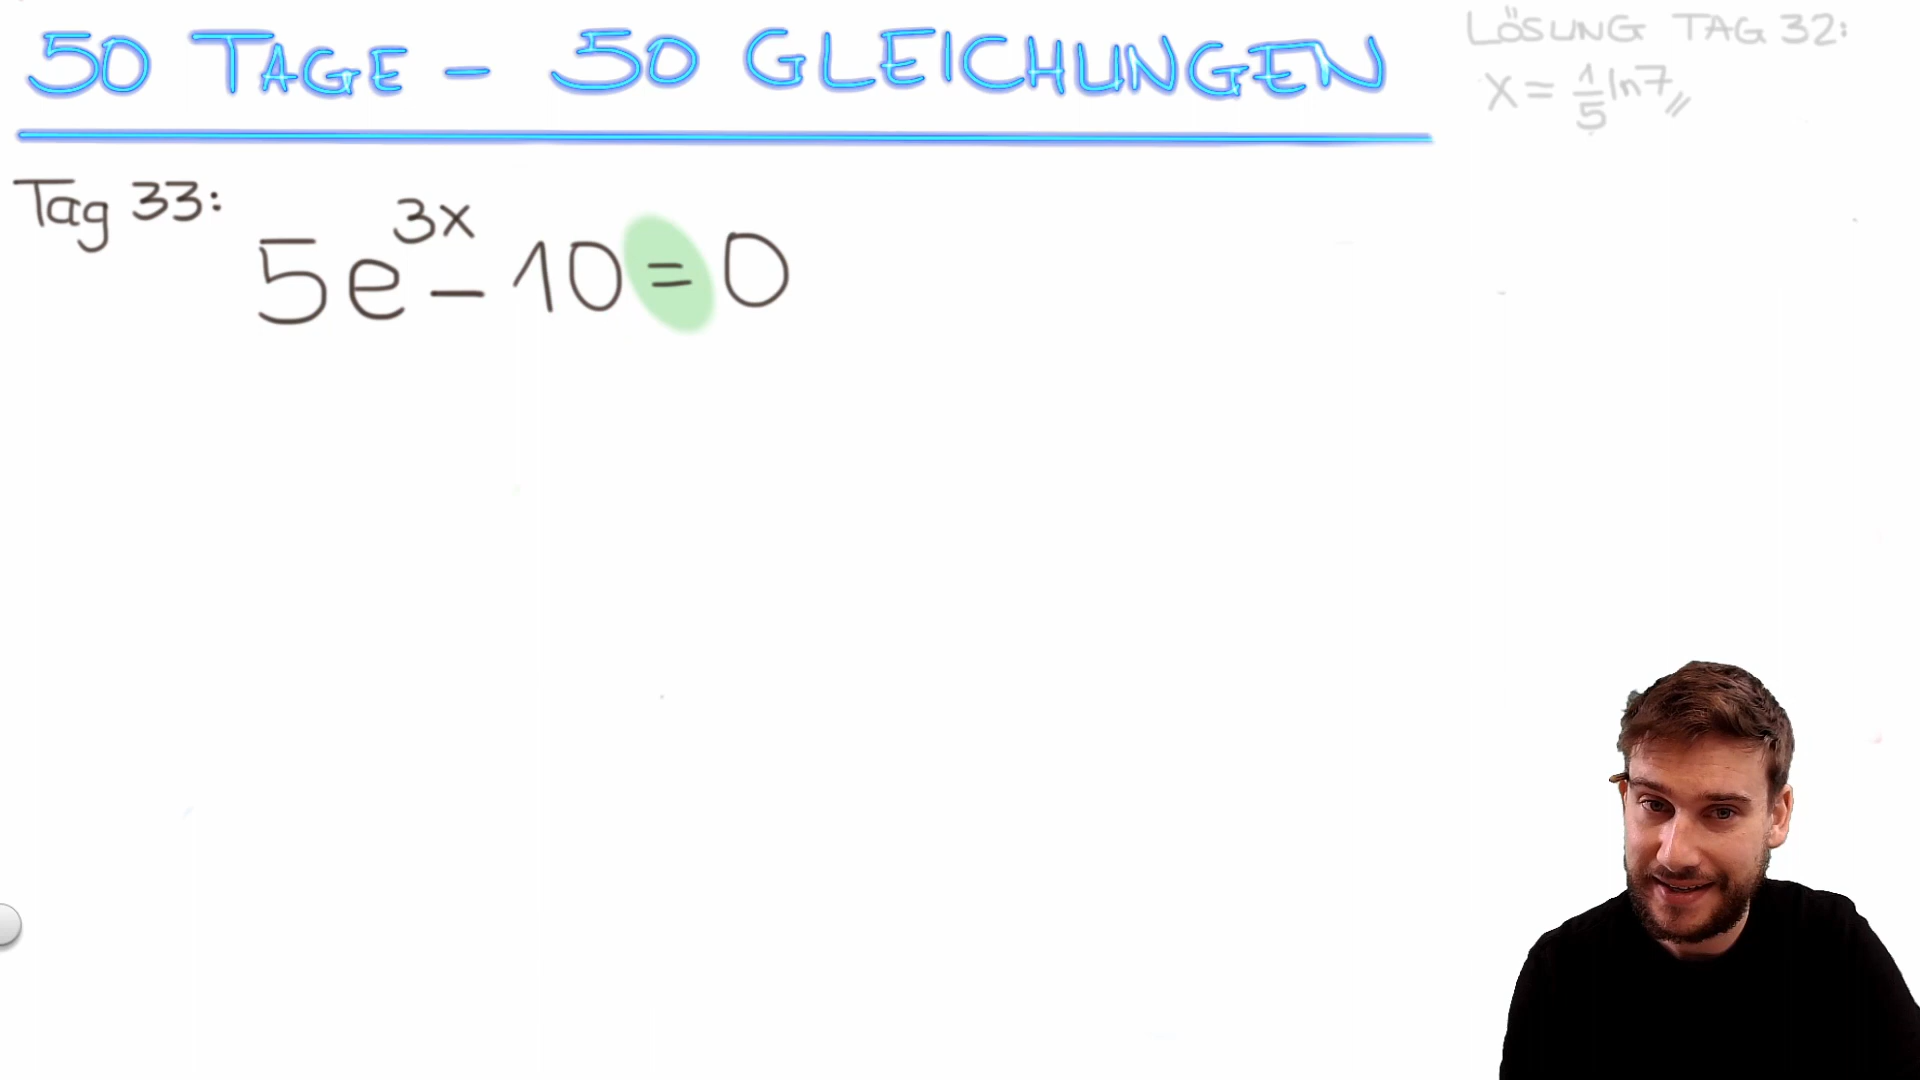 50 TAGE – 50 GLEICHUNGEN
LÖSUNG TAG 32:
x = 1/5 ln7
Tag 33:
5e^3x – 10 = 0